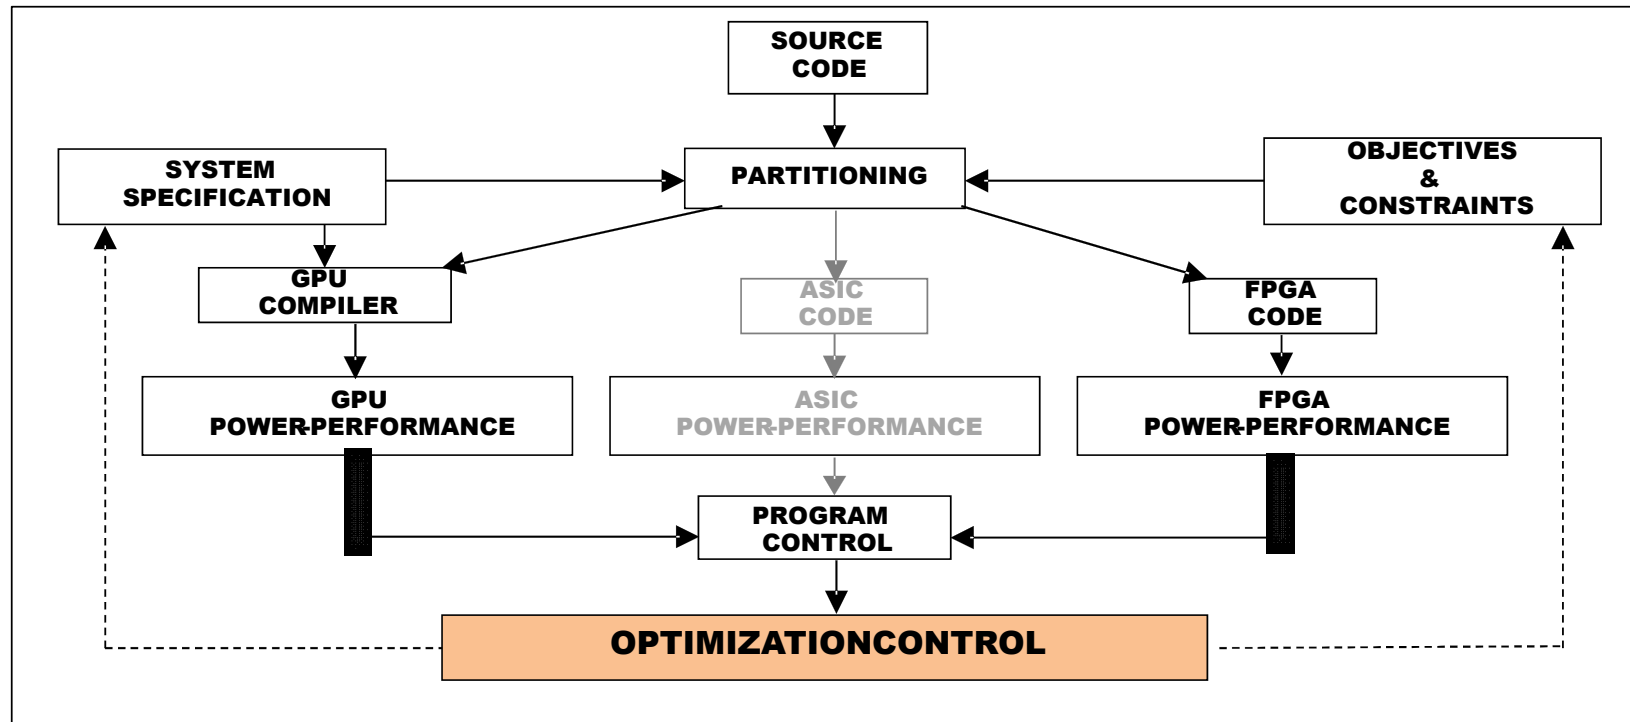 SOURCE
CODE
SYSTEM
SPECIFICATION
PARTITIONING
OBJECTIVES
&
CONSTRAINTS
GPU
COMPILER
ASIC
CODE
FPGA
CODE
GPU
POWER-PERFORMANCE
ASIC
POWER-PERFORMANCE
FPGA
POWER-PERFORMANCE
PROGRAM
CONTROL
OPTIMIZATIONCONTROL